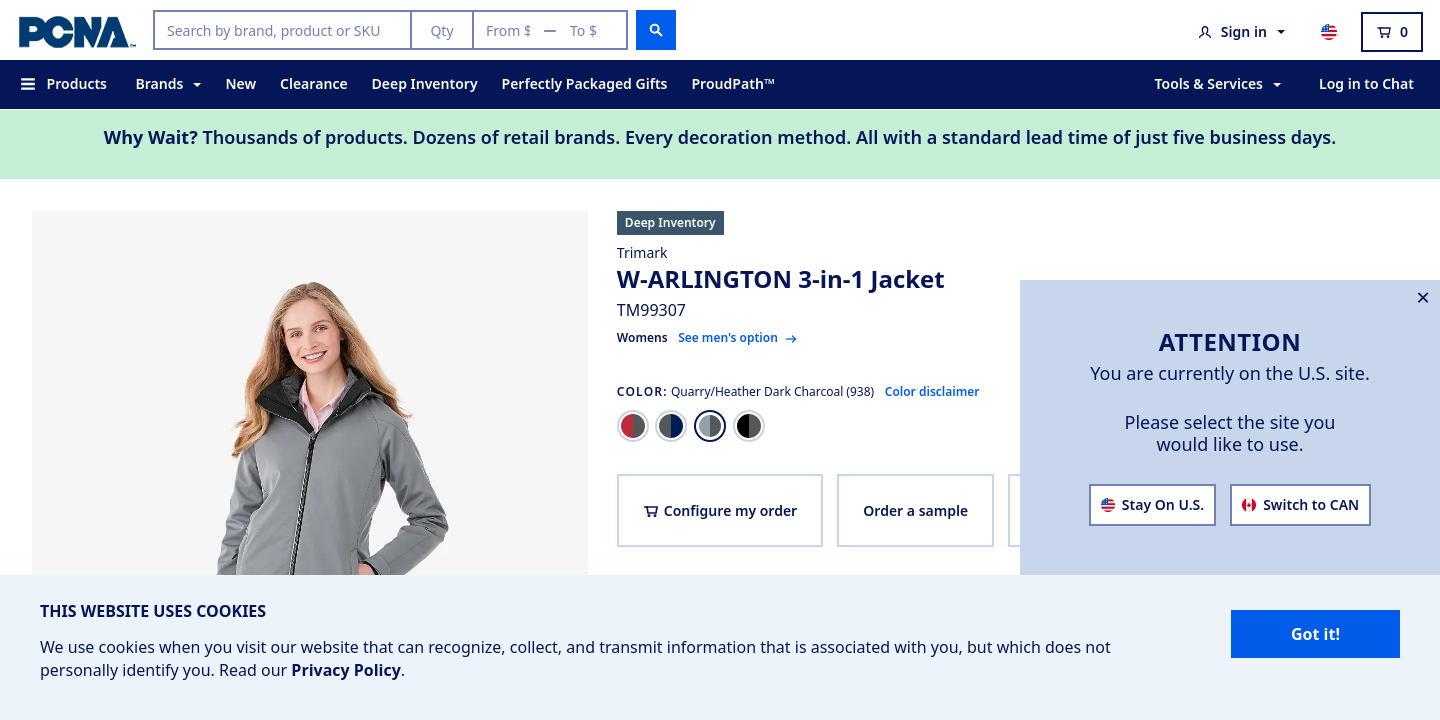 PCNA
Search by brand, product or SKU
Qty
From $ — To $
Sign in
0
Products
Brands
New
Clearance
Deep Inventory
Perfectly Packaged Gifts
ProudPath™
Tools & Services
Log in to Chat
Why Wait? Thousands of products. Dozens of retail brands. Every decoration method. All with a standard lead time of just five business days.
Deep Inventory
Trimark
W-ARLINGTON 3-in-1 Jacket
TM99307
Womens See men's option →
COLOR: Quarry/Heather Dark Charcoal (938) Color disclaimer
Configure my order
Order a sample
ATTENTION
You are currently on the U.S. site.
Please select the site you
would like to use.
Stay On U.S.
Switch to CAN
THIS WEBSITE USES COOKIES
We use cookies when you visit our website that can recognize, collect, and transmit information that is associated with you, but which does not
personally identify you. Read our Privacy Policy.
Got it!